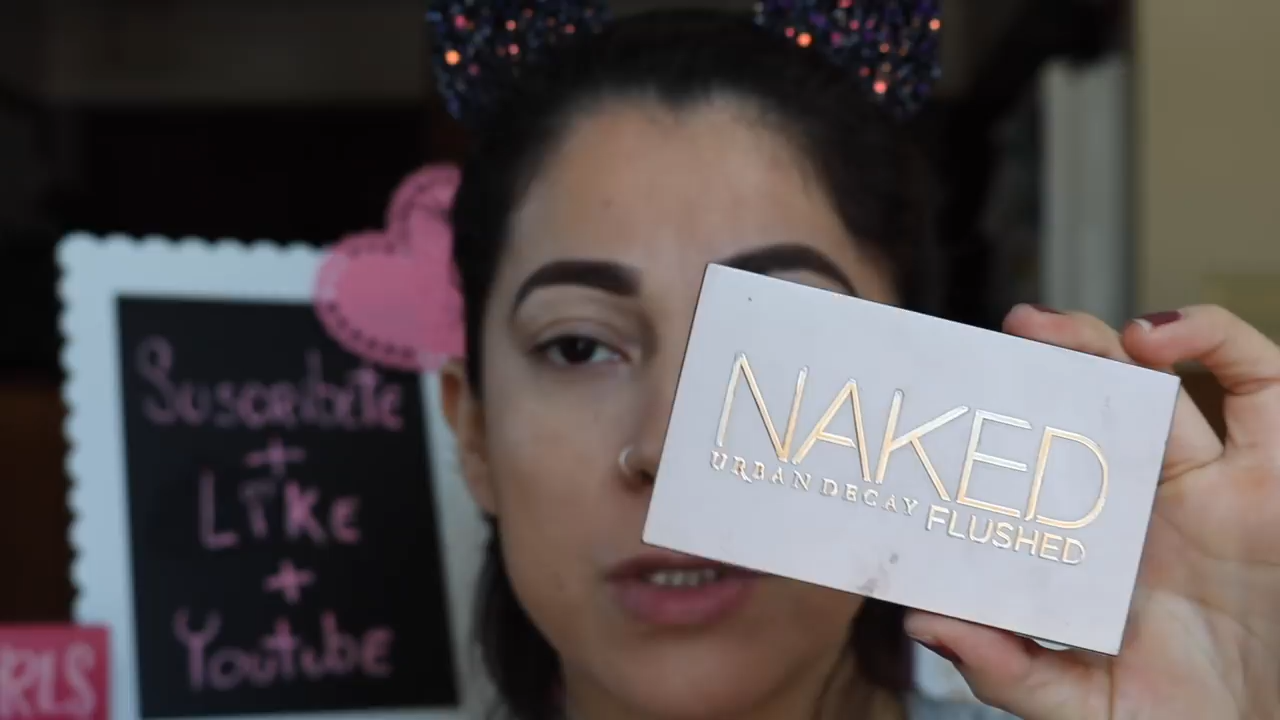 Suscribete
+
Like
+
Youtube
RLS
NAKED
URBAN DECAY
FLUSHED